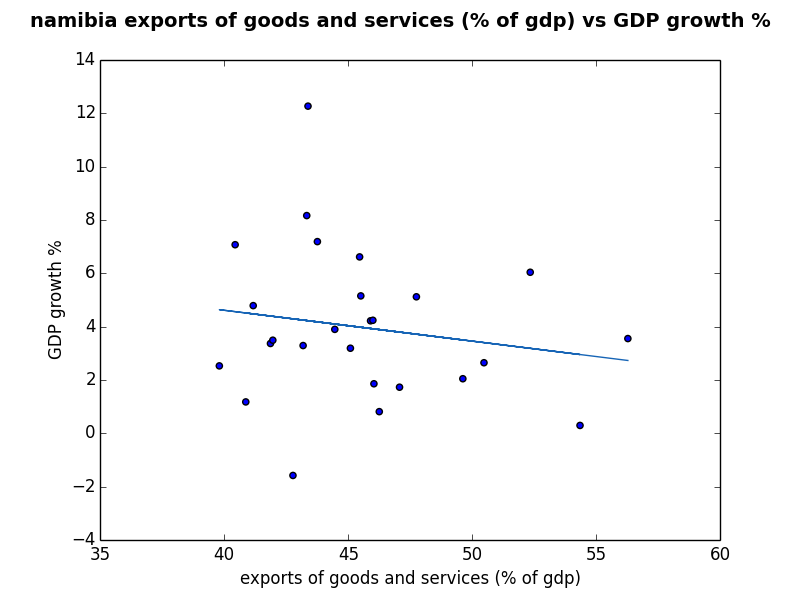 namibia exports of goods and services (% of gdp) vs GDP growth %
14
12
10
8
6
4
2
0
−2
−4
GDP growth %
35 40 45 50 55 60
exports of goods and services (% of gdp)